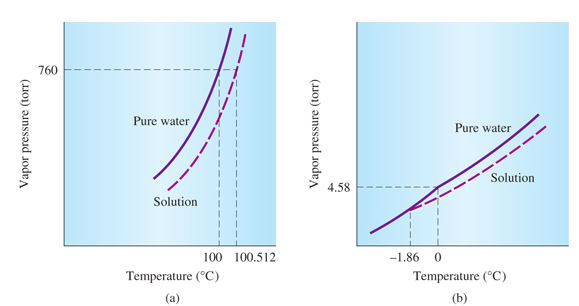 Vapor pressure (torr)
760
Pure water
Solution
100 100.512
Temperature (°C)
(a)
Vapor pressure (torr)
4.58
Pure water
Solution
−1.86 0
Temperature (°C)
(b)